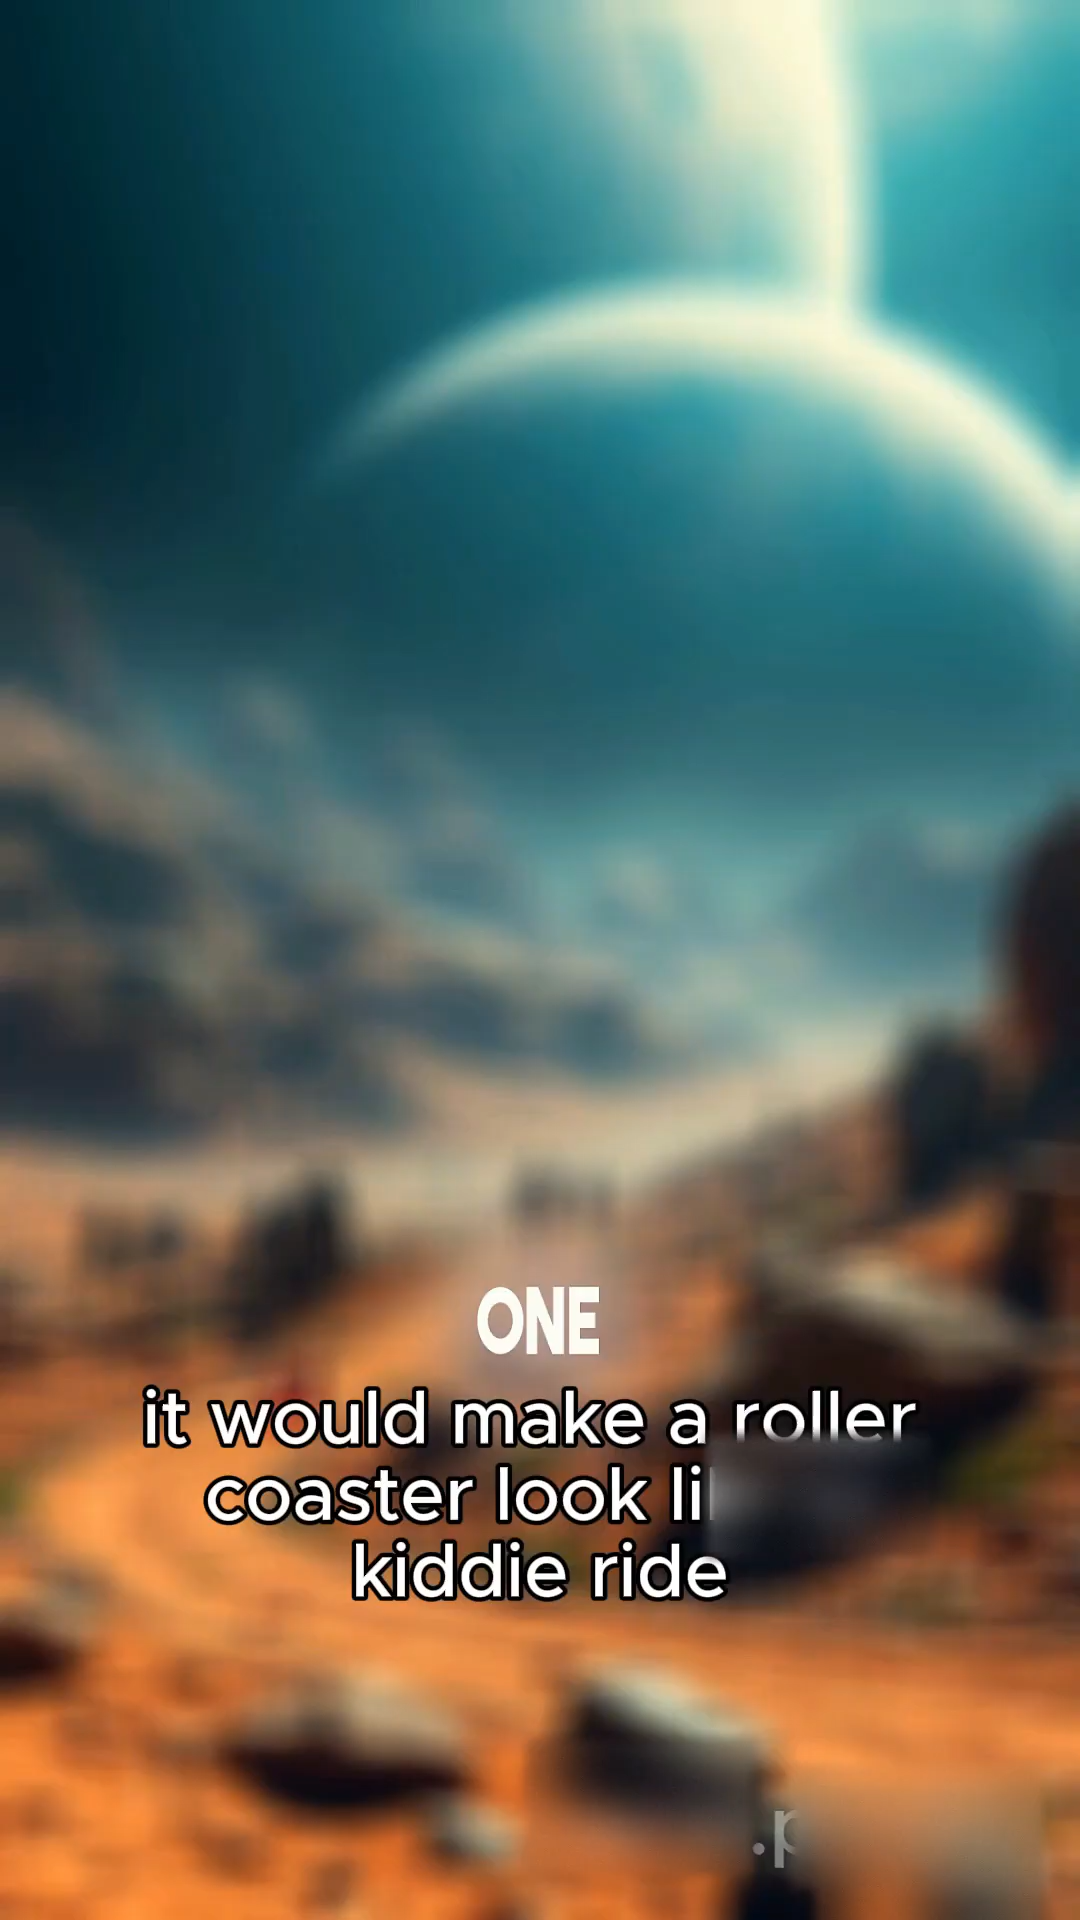 ONE
it would make a roller
coaster look li
kiddie ride
.p